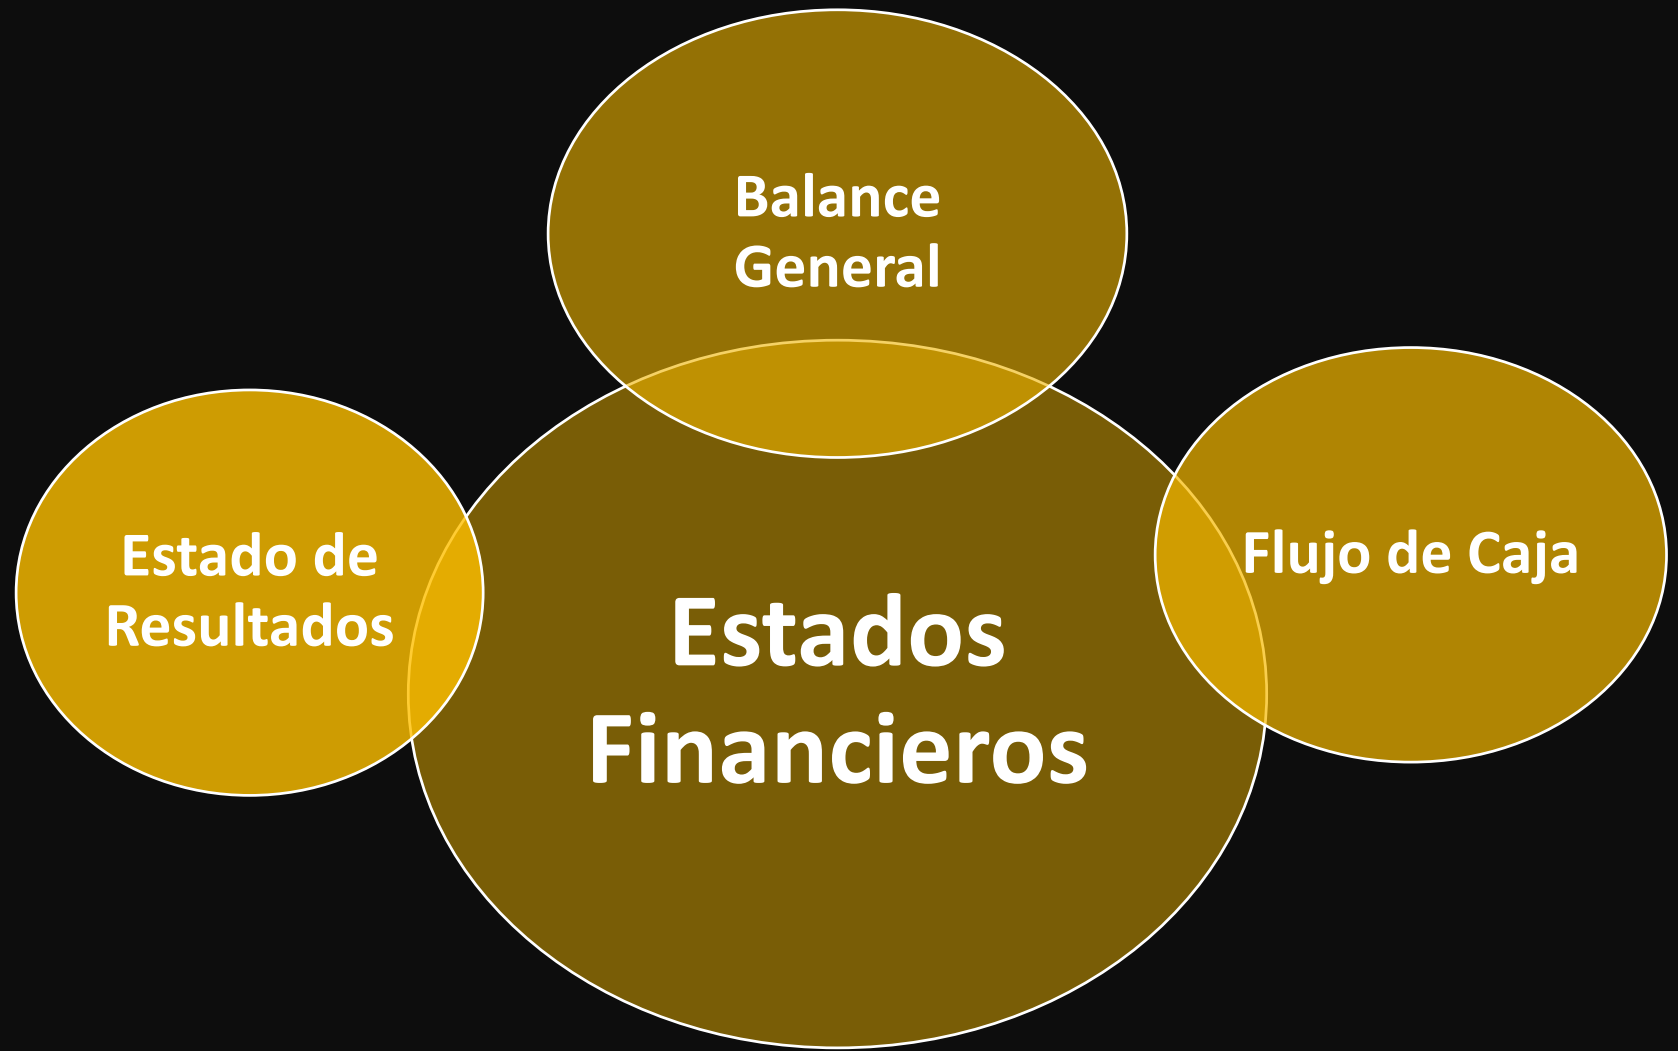 Balance
General
Estado de
Resultados
Flujo de Caja
Estados
Financieros